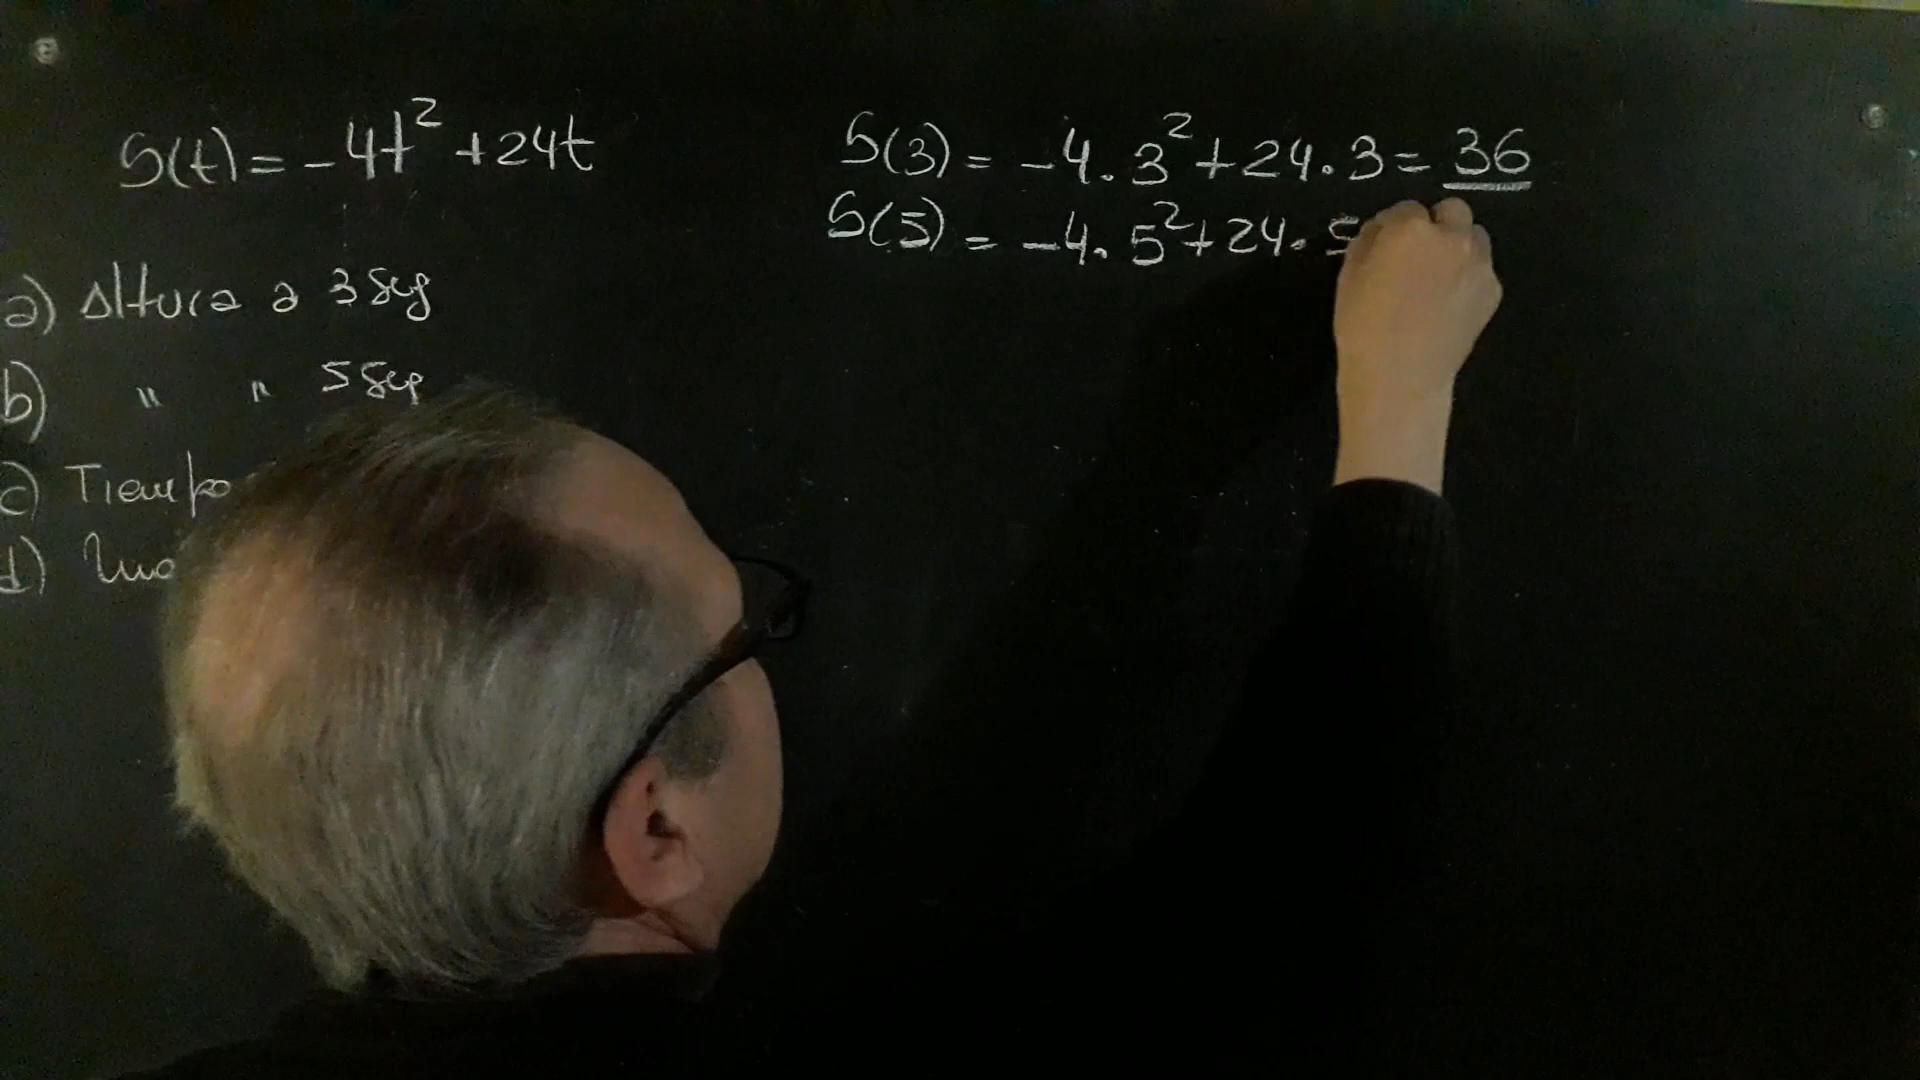 S(t) = -4t² + 24t
S(3) = -4 . 3² + 24 . 3 = 36
S(5) = -4 . 5² + 24 . 5
a) Altura a 3 Seg
b) " " 5 Seg
c) Tiempo
d)